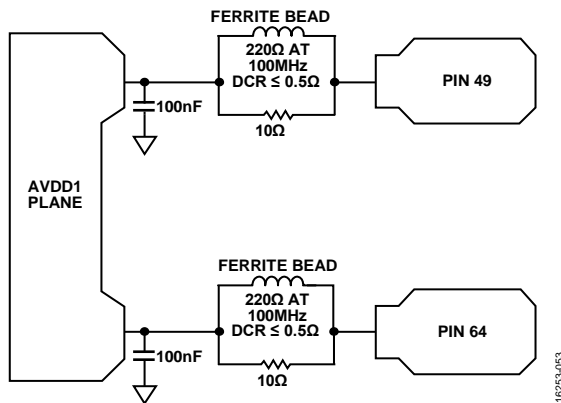 FERRITE BEAD
220Ω AT
100MHz
DCR ≤ 0.5Ω
10Ω
100nF
PIN 49
AVDD1
PLANE
FERRITE BEAD
220Ω AT
100MHz
DCR ≤ 0.5Ω
10Ω
100nF
PIN 64
16253-053